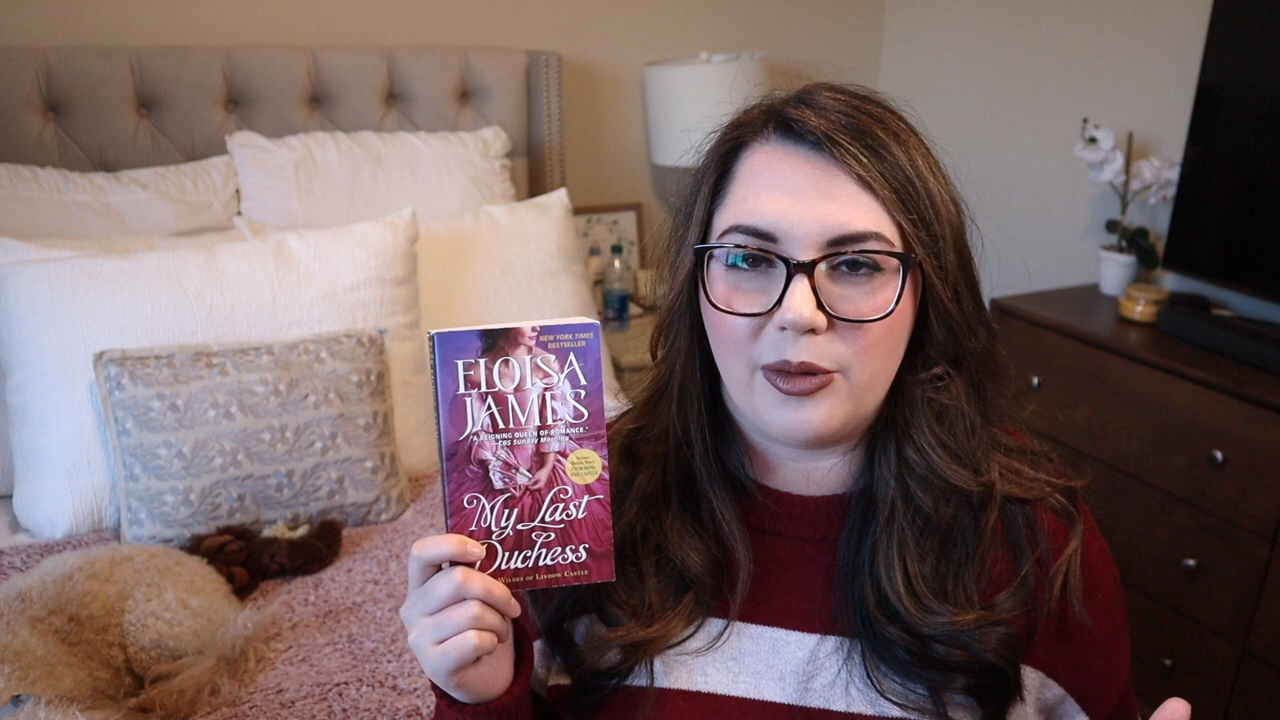 NEW YORK TIMES
BESTSELLER
ELOISA
JAMES
"A REIGNING QUEEN OF ROMANCE."
—CBS Sunday Morning
My Last
Duchess
WILDES OF LINDOW CASTLE